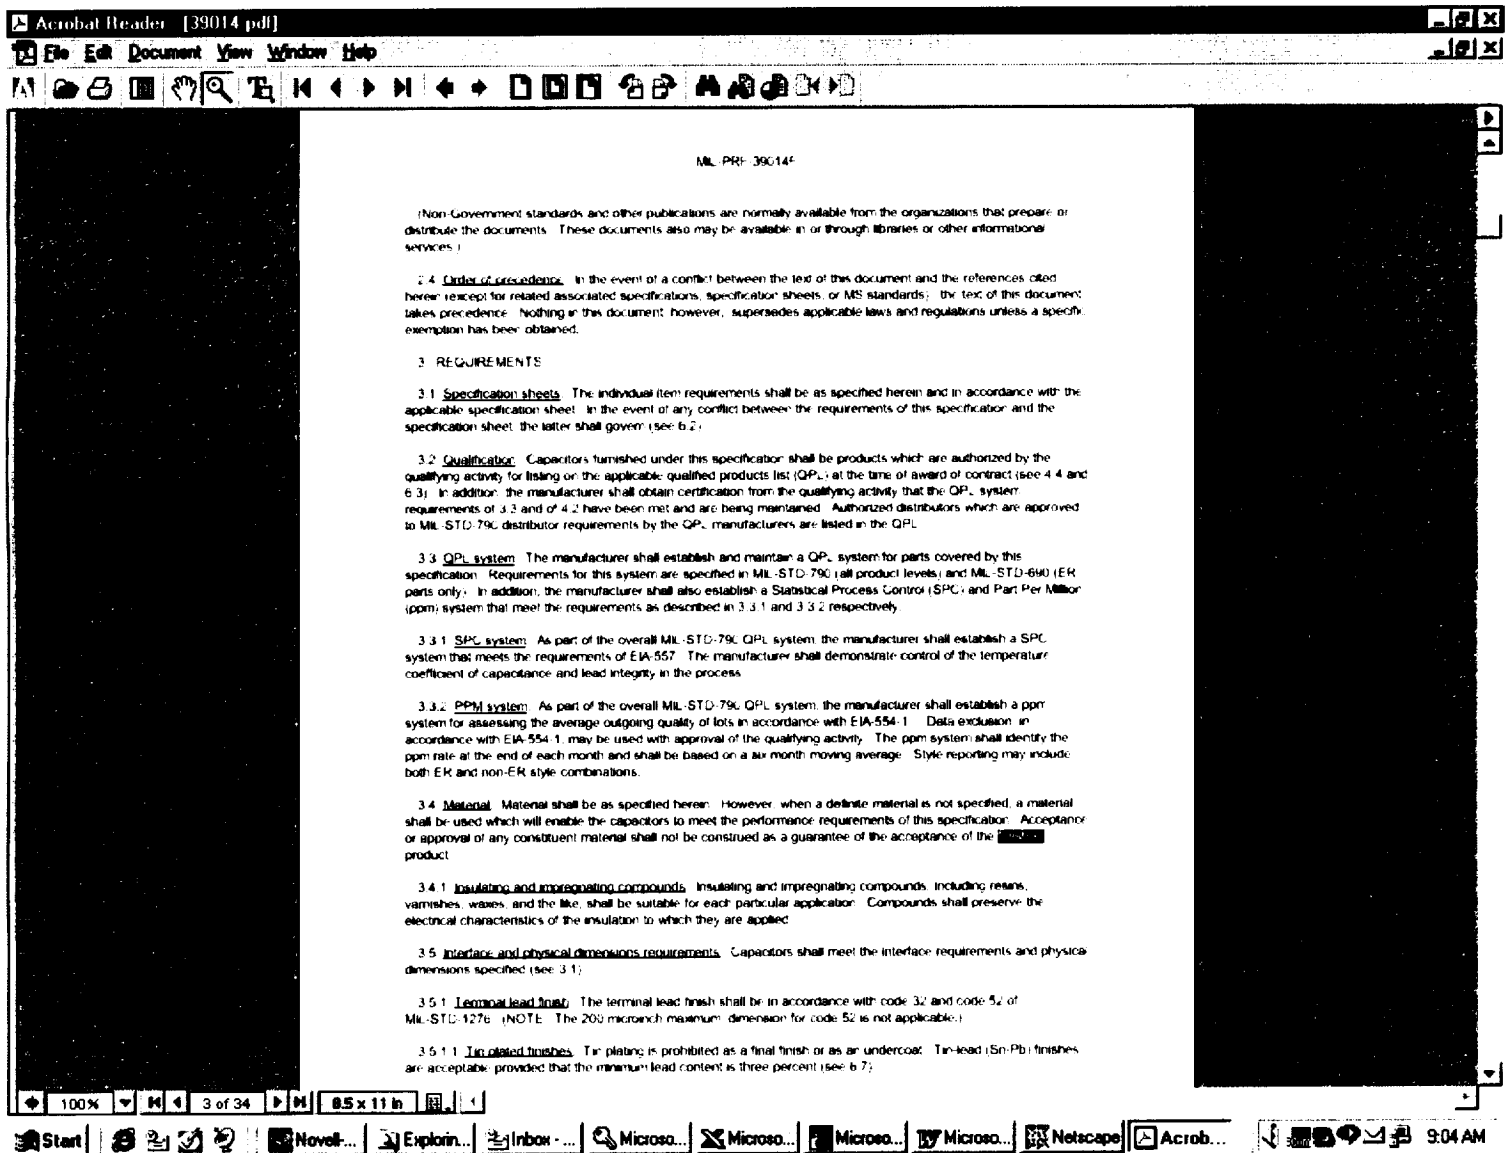 Acrobat Reader [39014.pdf]
File Edit Document View Window Help
MIL-PRF-39014F
(Non-Government standards and other publications are normally available from the organizations that prepare or
distribute the documents. These documents also may be available in or through libraries or other informational
services.)
2.4 Order of precedence. In the event of a conflict between the text of this document and the references cited
herein (except for related associated specifications, specification sheets, or MS standards), the text of this document
takes precedence. Nothing in this document, however, supersedes applicable laws and regulations unless a specific
exemption has been obtained.
3. REQUIREMENTS
3.1 Specification sheets. The individual item requirements shall be as specified herein and in accordance with the
applicable specification sheet. In the event of any conflict between the requirements of this specification and the
specification sheet, the latter shall govern (see 6.2).
3.2 Qualification. Capacitors furnished under this specification shall be products which are authorized by the
qualifying activity for listing on the applicable qualified products list (QPL) at the time of award of contract (see 4.4 and
6.3). In addition, the manufacturer shall obtain certification from the qualifying activity that the QPL system
requirements of 3.3 and of 4.2 have been met and are being maintained. Authorized distributors which are approved
to MIL-STD-790 distributor requirements by the QPL manufacturers are listed in the QPL.
3.3 QPL system. The manufacturer shall establish and maintain a QPL system for parts covered by this
specification. Requirements for this system are specified in MIL-STD-790 (all product levels) and MIL-STD-690 (ER
parts only). In addition, the manufacturer shall also establish a Statistical Process Control (SPC) and Part Per Million
(ppm) system that meet the requirements as described in 3.3.1 and 3.3.2 respectively.
3.3.1 SPC system. As part of the overall MIL-STD-790 QPL system, the manufacturer shall establish a SPC
system that meets the requirements of EIA-557. The manufacturer shall demonstrate control of the temperature
coefficient of capacitance and lead integrity in the process.
3.3.2 PPM system. As part of the overall MIL-STD-790 QPL system, the manufacturer shall establish a ppm
system for assessing the average outgoing quality of lots in accordance with EIA-554-1. Data exclusion, in
accordance with EIA-554-1, may be used with approval of the qualifying activity. The ppm system shall identify the
ppm rate at the end of each month and shall be based on a six month moving average. Style reporting may include
both ER and non-ER style combinations.
3.4 Material. Material shall be as specified herein. However, when a definite material is not specified, a material
shall be used which will enable the capacitors to meet the performance requirements of this specification. Acceptance
or approval of any constituent material shall not be construed as a guarantee of the acceptance of the
product.
3.4.1 Insulating and impregnating compounds. Insulating and impregnating compounds, including resins,
varnishes, waxes, and the like, shall be suitable for each particular application. Compounds shall preserve the
electrical characteristics of the insulation to which they are applied.
3.5 Interface and physical dimensions requirements. Capacitors shall meet the interface requirements and physical
dimensions specified (see 3.1).
3.5.1 Terminal lead finish. The terminal lead finish shall be in accordance with code 32 and code 52 of
MIL-STD-1276. (NOTE: The 200 microinch maximum dimension for code 52 is not applicable.)
3.5.1.1 Tin plated finishes. Tin plating is prohibited as a final finish or as an undercoat. Tin-lead (Sn-Pb) finishes
are acceptable provided that the minimum lead content is three percent (see 6.7).
100% 3 of 34 8.5 x 11 in
Start Novell-... Explorin... Inbox - ... Microso... Microso... Microso... Microso... Netscape Acrob... 9:04 AM